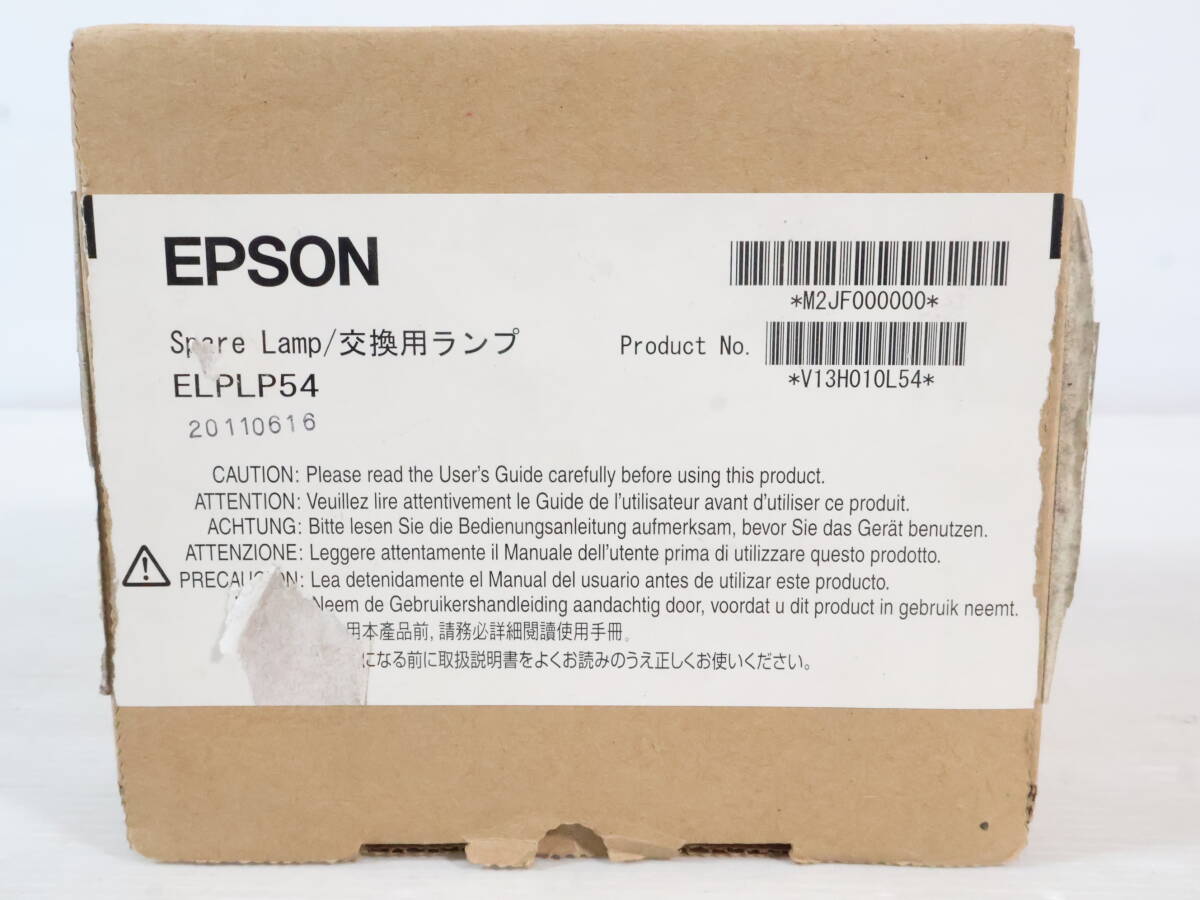 EPSON
*M2JF000000*
Spare Lamp/交換用ランプ
Product No.
*V13H010L54*
ELPLP54
20110616
CAUTION: Please read the User's Guide carefully before using this product.
ATTENTION: Veuillez lire attentivement le Guide de l'utilisateur avant d'utiliser ce produit.
ACHTUNG: Bitte lesen Sie die Bedienungsanleitung aufmerksam, bevor Sie das Gerät benutzen.
ATTENZIONE: Leggere attentamente il Manuale dell'utente prima di utilizzare questo prodotto.
PRECAUCION: Lea detenidamente el Manual del usuario antes de utilizar este producto.
Neem de Gebruikershandleiding aandachtig door, voordat u dit product in gebruik neemt.
用本產品前, 請務必詳細閱讀使用手冊。
になる前に取扱説明書をよくお読みのうえ正しくお使いください。